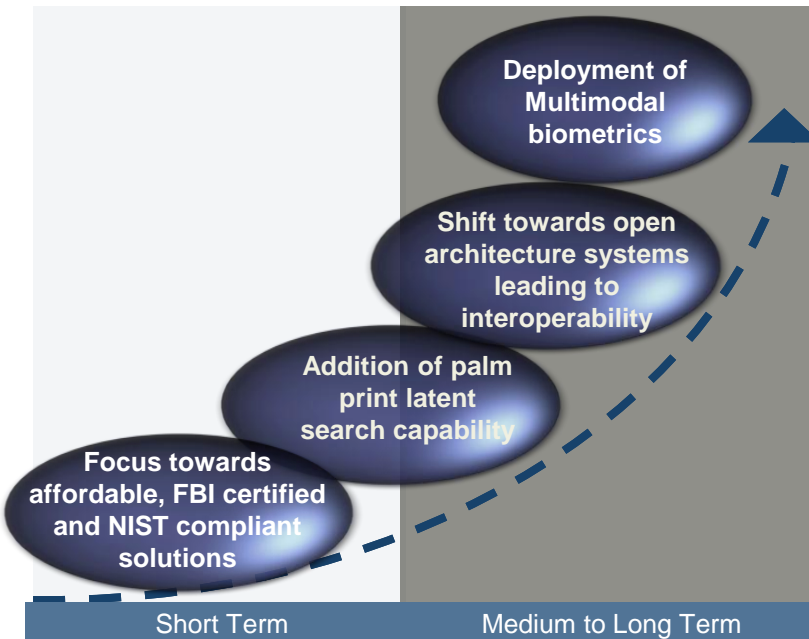 Deployment of
Multimodal
biometrics
Shift towards open
architecture systems
leading to
interoperability
Addition of palm
print latent
search capability
Focus towards
affordable, FBI certified
and NIST compliant
solutions
Short Term
Medium to Long Term